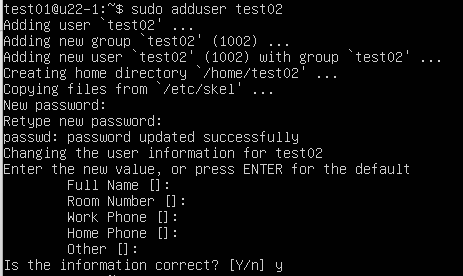 test01@u22-1:~$ sudo adduser test02
Adding user `test02' ...
Adding new group `test02' (1002) ...
Adding new user `test02' (1002) with group `test02' ...
Creating home directory `/home/test02' ...
Copying files from `/etc/skel' ...
New password:
Retype new password:
passwd: password updated successfully
Changing the user information for test02
Enter the new value, or press ENTER for the default
        Full Name []:
        Room Number []:
        Work Phone []:
        Home Phone []:
        Other []:
Is the information correct? [Y/n] y